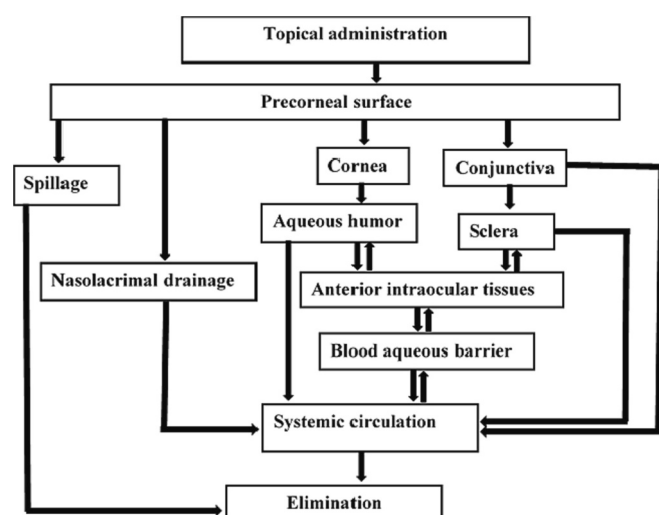 Topical administration
Precorneal surface
Spillage
Cornea
Conjunctiva
Aqueous humor
Sclera
Nasolacrimal drainage
Anterior intraocular tissues
Blood aqueous barrier
Systemic circulation
Elimination